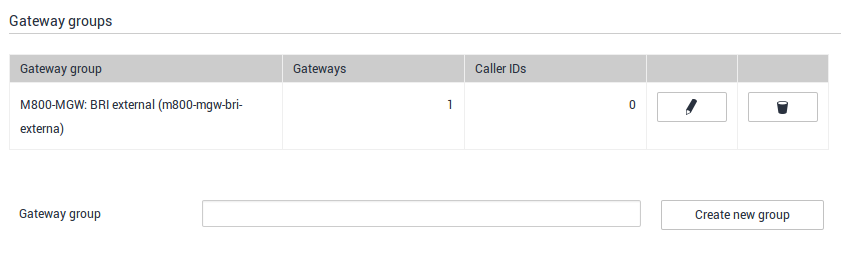 Gateway groups
Gateway group Gateways Caller IDs
M800-MGW: BRI external (m800-mgw-bri- 1 0
externa)
Gateway group Create new group